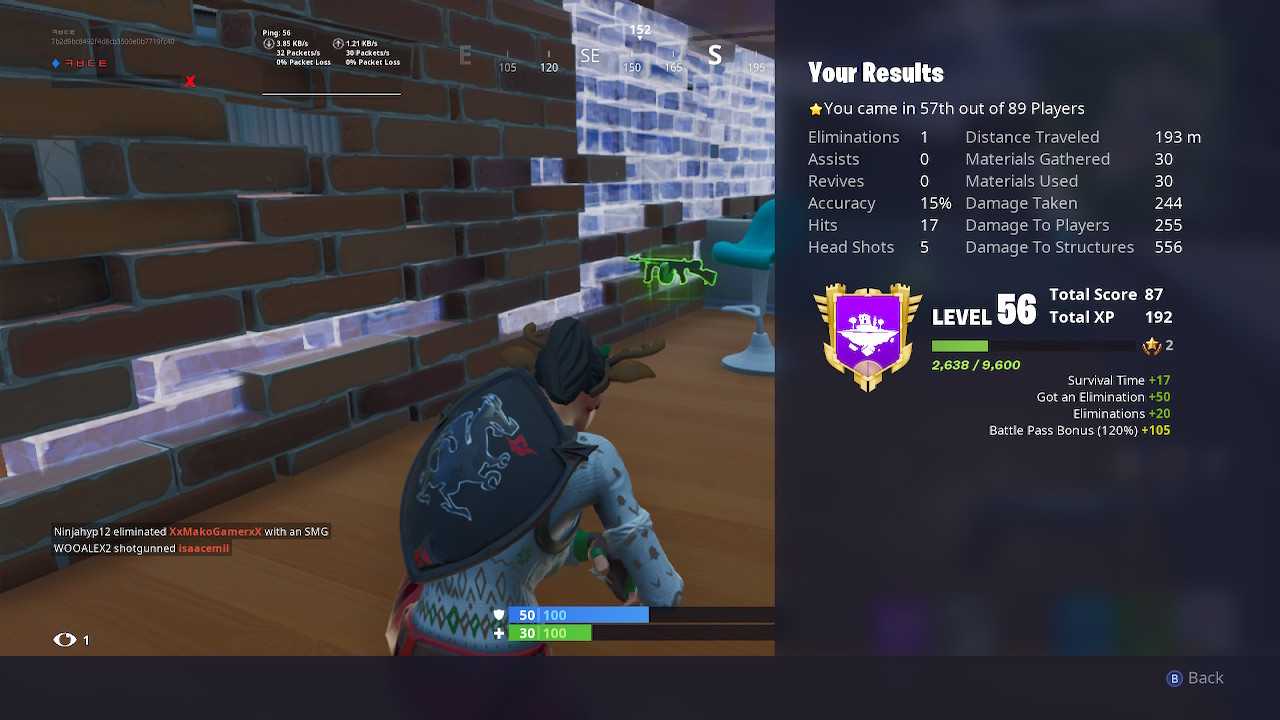 7b2d9bc6492f4d8cb3500e0b7719fc40
Ping: 56
3.85 KB/s 1.21 KB/s
32 Packets/s 30 Packets/s
0% Packet Loss 0% Packet Loss
X
152
E 105 120 SE 150 165 S 195
Ninjahyp12 eliminated XxMakoGamerxX with an SMG
WOOALEX2 shotgunned isaacemil
1
50 100
30 100
Your Results
You came in 57th out of 89 Players
Eliminations 1 Distance Traveled 193 m
Assists 0 Materials Gathered 30
Revives 0 Materials Used 30
Accuracy 15% Damage Taken 244
Hits 17 Damage To Players 255
Head Shots 5 Damage To Structures 556
LEVEL 56
Total Score 87
Total XP 192
2
2,638 / 9,600
Survival Time +17
Got an Elimination +50
Eliminations +20
Battle Pass Bonus (120%) +105
B Back